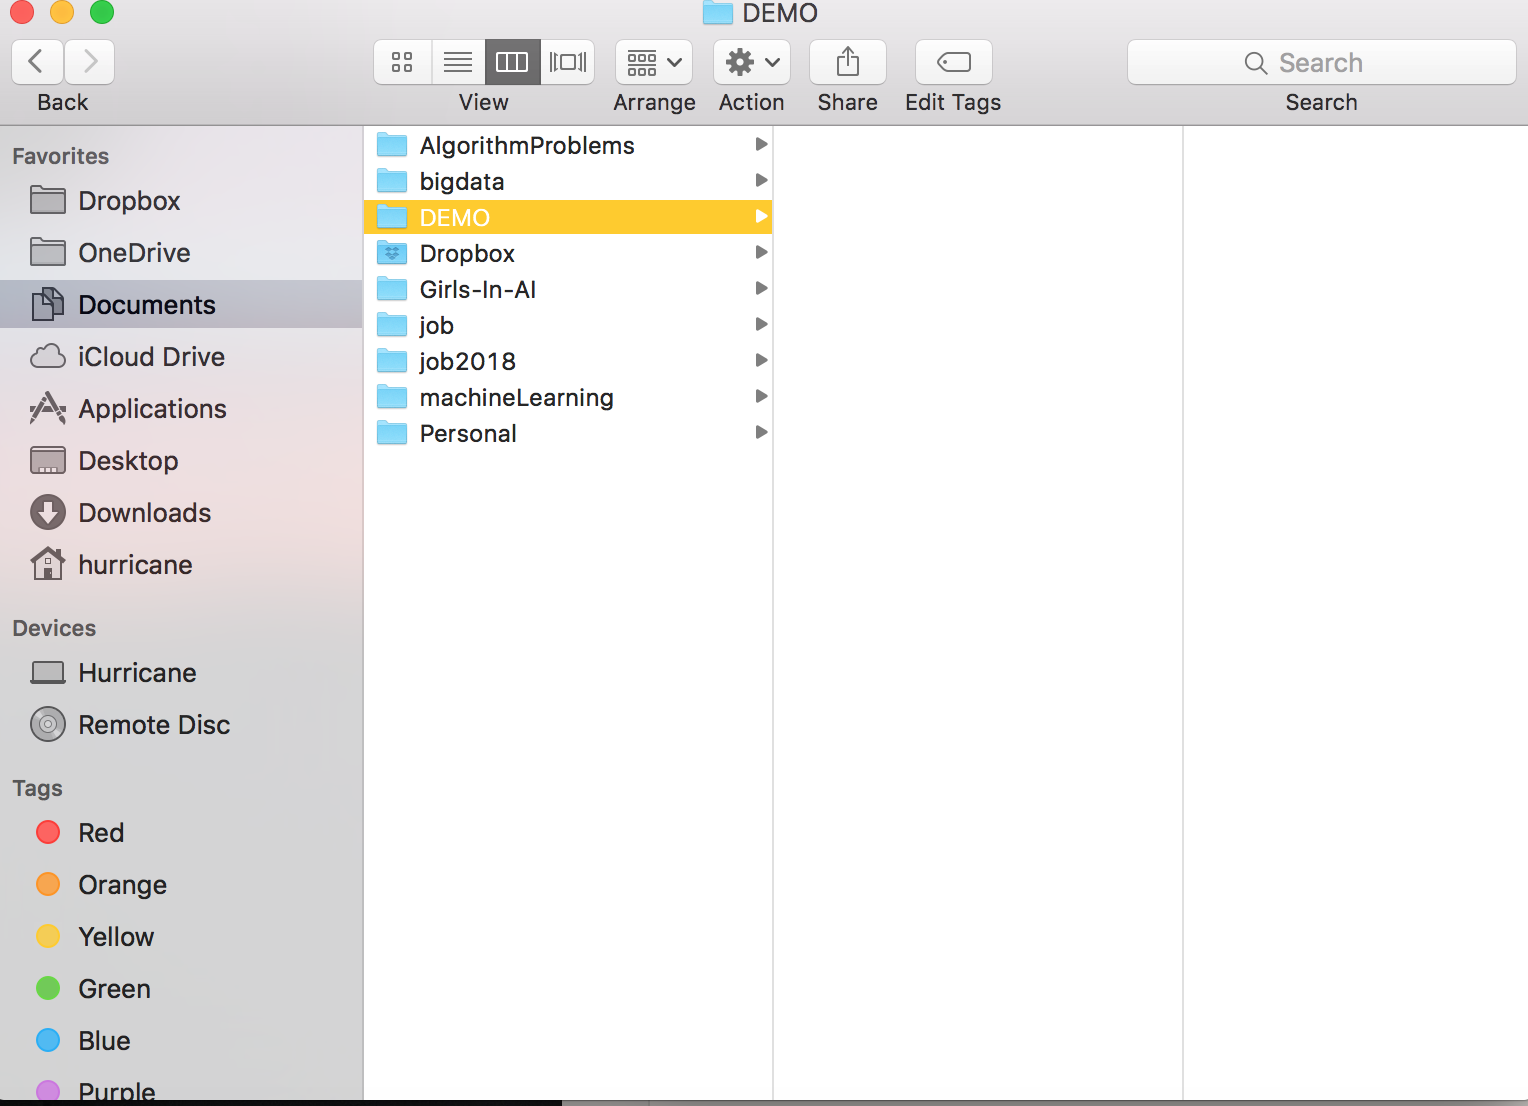 DEMO
Back
View
Arrange
Action
Share
Edit Tags
Search
Search
Favorites
Dropbox
OneDrive
Documents
iCloud Drive
Applications
Desktop
Downloads
hurricane
Devices
Hurricane
Remote Disc
Tags
Red
Orange
Yellow
Green
Blue
Purple
AlgorithmProblems
bigdata
DEMO
Dropbox
Girls-In-AI
job
job2018
machineLearning
Personal